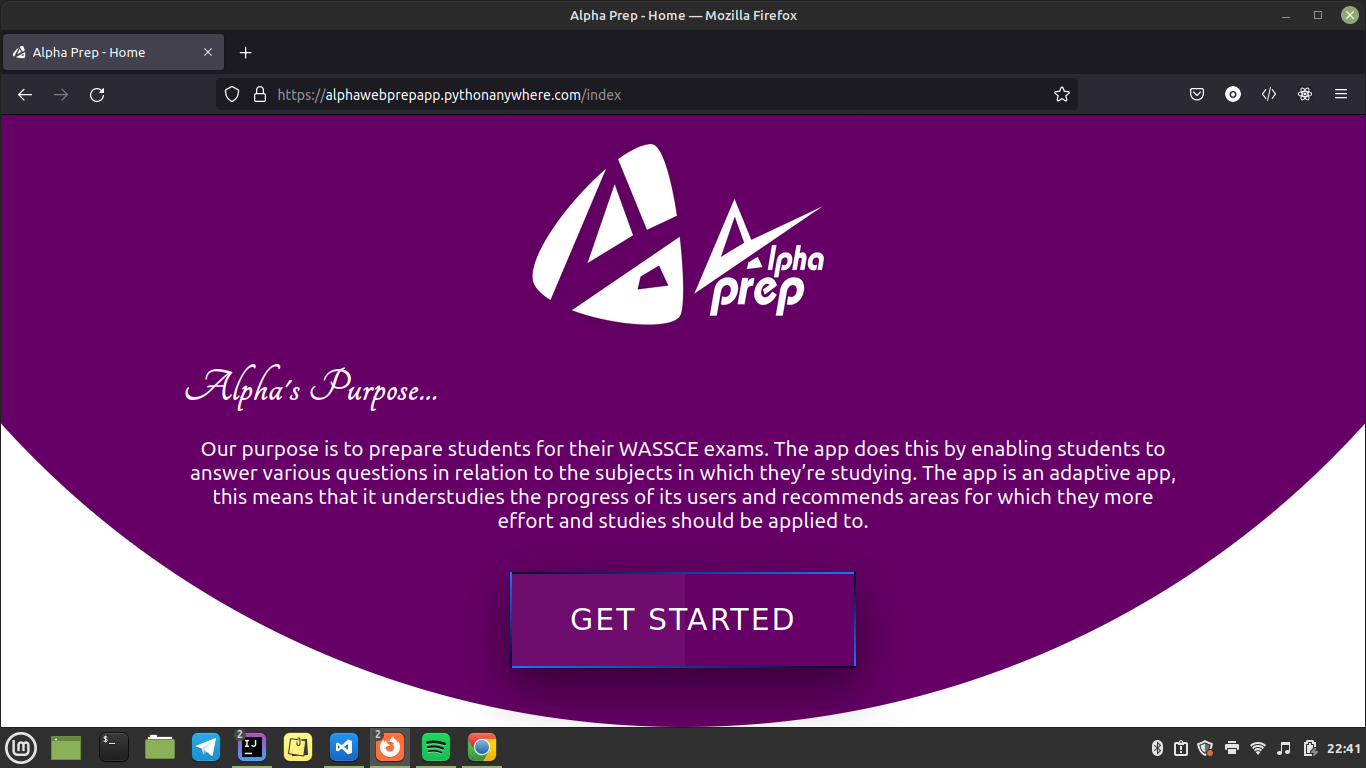 Alpha Prep - Home — Mozilla Firefox
Alpha Prep - Home
https://alphawebprepapp.pythonanywhere.com/index
Alpha
prep
Alpha's Purpose...
Our purpose is to prepare students for their WASSCE exams. The app does this by enabling students to
answer various questions in relation to the subjects in which they’re studying. The app is an adaptive app,
this means that it understudies the progress of its users and recommends areas for which they more
effort and studies should be applied to.
GET STARTED
2
IJ
2
22:41